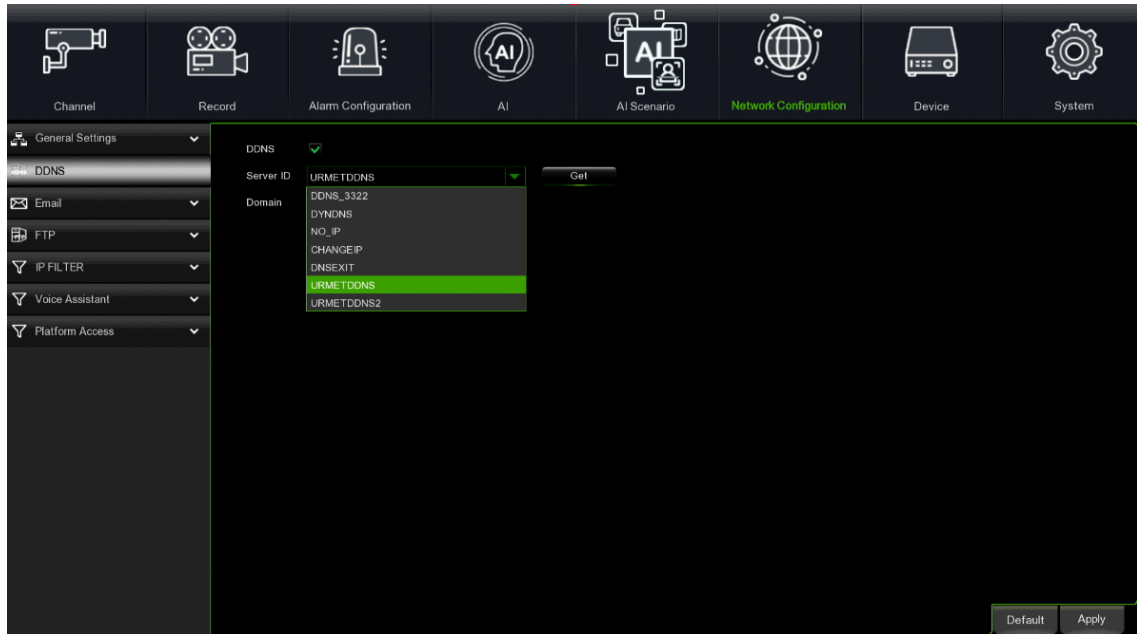 Channel
Record
Alarm Configuration
AI
AI
AI Scenario
Network Configuration
Device
System
General Settings
DDNS
Email
FTP
IP FILTER
Voice Assistant
Platform Access
DDNS
Server ID URMETDDNS Get
Domain
DDNS_3322
DYNDNS
NO_IP
CHANGEIP
DNSEXIT
URMETDDNS
URMETDDNS2
Default Apply